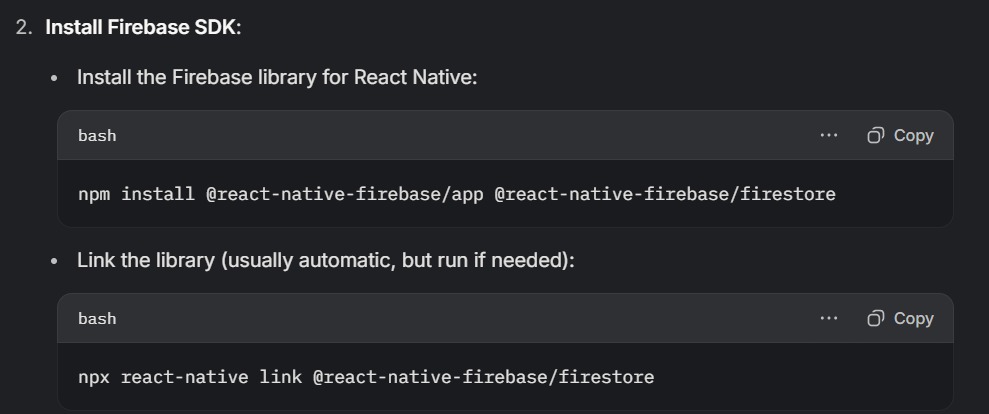 2. Install Firebase SDK:
• Install the Firebase library for React Native:
bash ··· Copy
npm install @react-native-firebase/app @react-native-firebase/firestore
• Link the library (usually automatic, but run if needed):
bash ··· Copy
npx react-native link @react-native-firebase/firestore